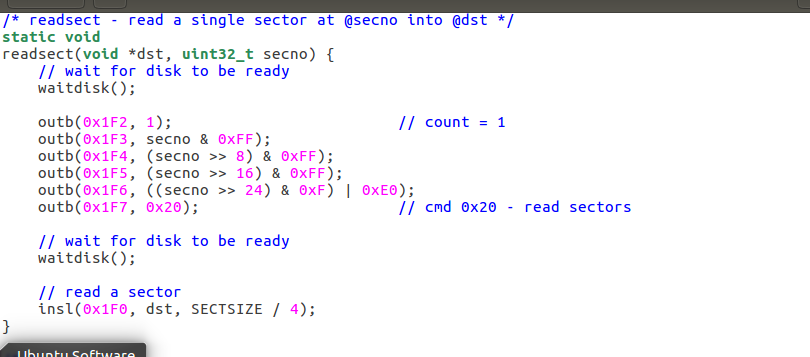 /* readsect - read a single sector at @secno into @dst */
static void
readsect(void *dst, uint32_t secno) {
    // wait for disk to be ready
    waitdisk();

    outb(0x1F2, 1);                         // count = 1
    outb(0x1F3, secno & 0xFF);
    outb(0x1F4, (secno >> 8) & 0xFF);
    outb(0x1F5, (secno >> 16) & 0xFF);
    outb(0x1F6, ((secno >> 24) & 0xF) | 0xE0);
    outb(0x1F7, 0x20);                      // cmd 0x20 - read sectors

    // wait for disk to be ready
    waitdisk();

    // read a sector
    insl(0x1F0, dst, SECTSIZE / 4);
}
Ubuntu Software